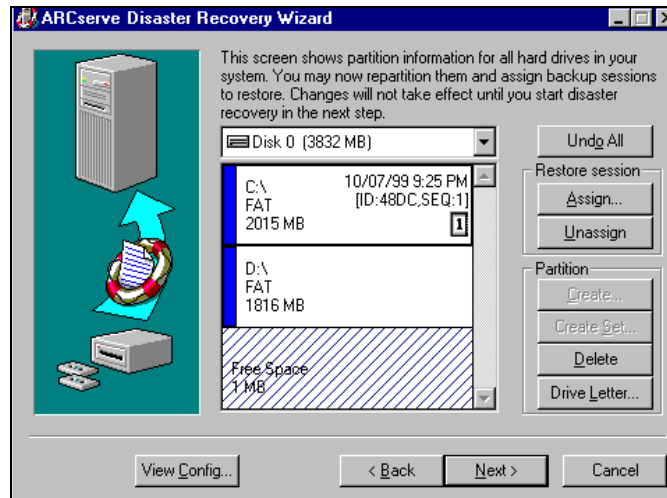 ARCserve Disaster Recovery Wizard
This screen shows partition information for all hard drives in your
system. You may now repartition them and assign backup sessions
to restore. Changes will not take effect until you start disaster
recovery in the next step.
Disk 0 (3832 MB)
Undo All
Restore session
C:\ 10/07/99 9:25 PM
FAT [ID:48DC,SEQ:1]
2015 MB 1
Assign...
Unassign
D:\
FAT
1816 MB
Partition
Create...
Create Set...
Delete
Drive Letter...
Free Space
1 MB
View Config...
< Back
Next >
Cancel